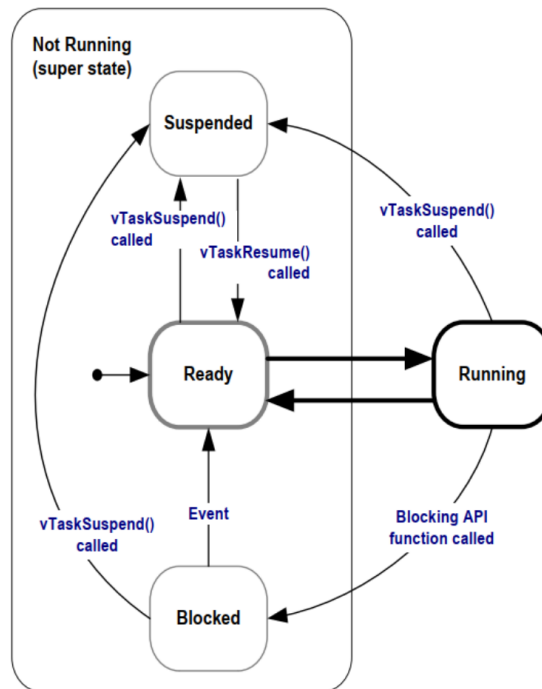 Not Running
(super state)
Suspended
vTaskSuspend()
called
vTaskResume()
called
vTaskSuspend()
called
Ready
Running
Event
vTaskSuspend()
called
Blocking API
function called
Blocked